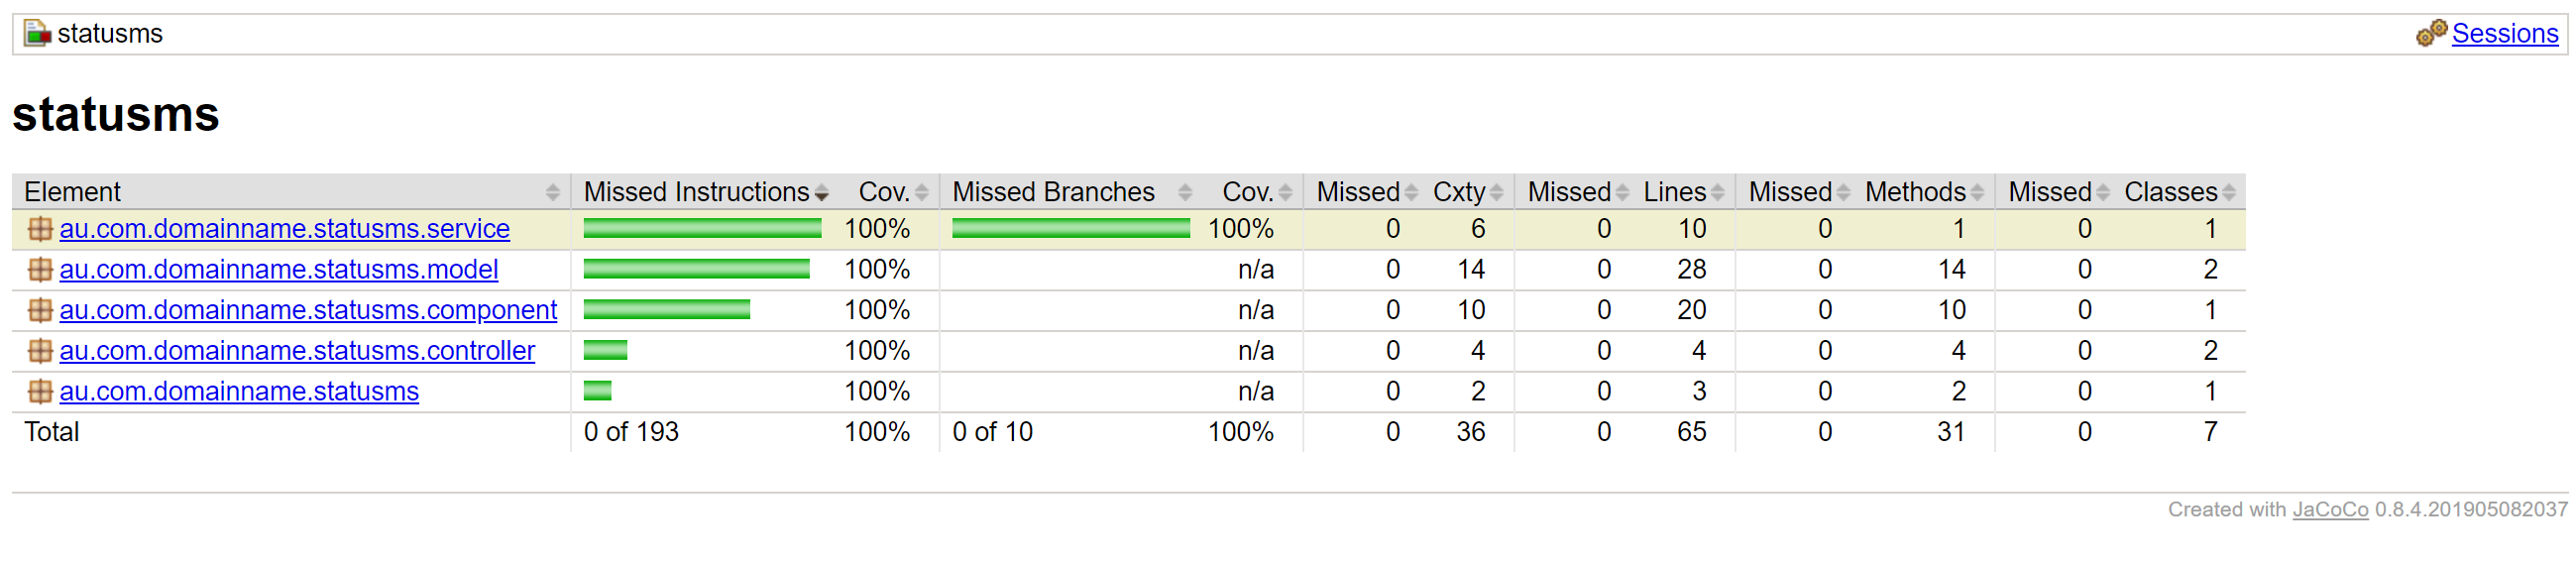 statusms Sessions
statusms
Element Missed Instructions Cov. Missed Branches Cov. Missed Cxty Missed Lines Missed Methods Missed Classes
au.com.domainname.statusms.service 100% 100% 0 6 0 10 0 1 0 1
au.com.domainname.statusms.model 100% n/a 0 14 0 28 0 14 0 2
au.com.domainname.statusms.component 100% n/a 0 10 0 20 0 10 0 1
au.com.domainname.statusms.controller 100% n/a 0 4 0 4 0 4 0 2
au.com.domainname.statusms 100% n/a 0 2 0 3 0 2 0 1
Total 0 of 193 100% 0 of 10 100% 0 36 0 65 0 31 0 7
Created with JaCoCo 0.8.4.201905082037